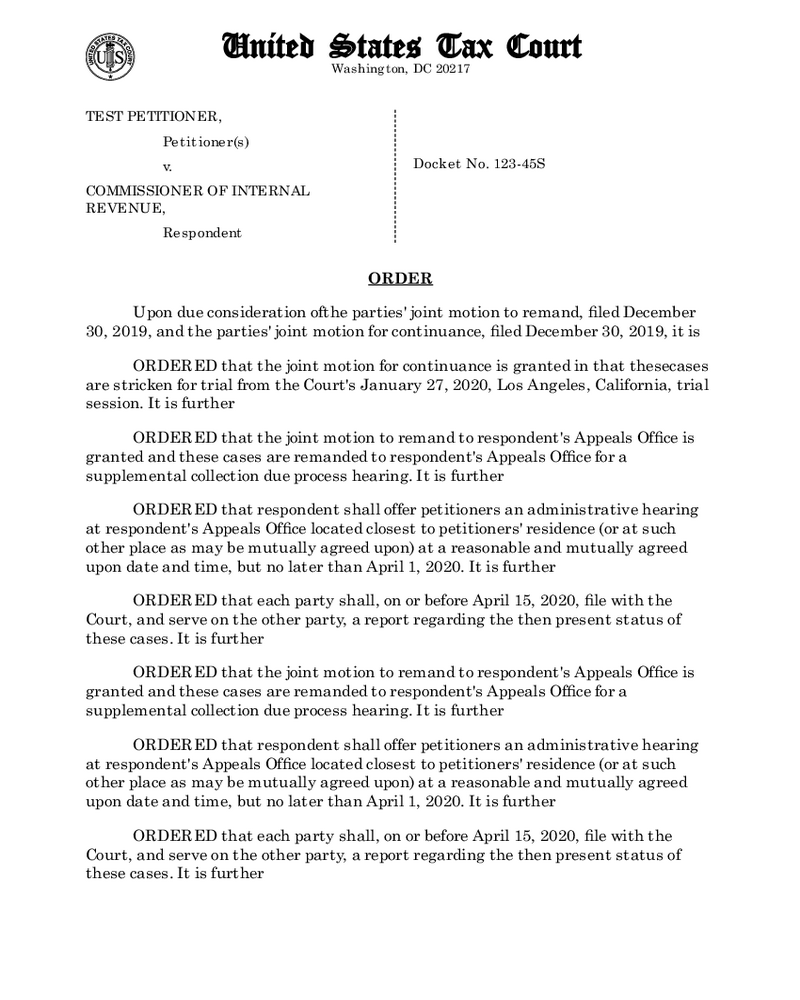 United States Tax Court
Washington, DC 20217
UNITED STATES TAX COURT
US
TEST PETITIONER,
Petitioner(s)
v.
COMMISSIONER OF INTERNAL
REVENUE,
Respondent
Docket No. 123-45S
ORDER
Upon due consideration ofthe parties' joint motion to remand, filed December
30, 2019, and the parties' joint motion for continuance, filed December 30, 2019, it is
ORDERED that the joint motion for continuance is granted in that thesecases
are stricken for trial from the Court's January 27, 2020, Los Angeles, California, trial
session. It is further
ORDERED that the joint motion to remand to respondent's Appeals Office is
granted and these cases are remanded to respondent's Appeals Office for a
supplemental collection due process hearing. It is further
ORDERED that respondent shall offer petitioners an administrative hearing
at respondent's Appeals Office located closest to petitioners' residence (or at such
other place as may be mutually agreed upon) at a reasonable and mutually agreed
upon date and time, but no later than April 1, 2020. It is further
ORDERED that each party shall, on or before April 15, 2020, file with the
Court, and serve on the other party, a report regarding the then present status of
these cases. It is further
ORDERED that the joint motion to remand to respondent's Appeals Office is
granted and these cases are remanded to respondent's Appeals Office for a
supplemental collection due process hearing. It is further
ORDERED that respondent shall offer petitioners an administrative hearing
at respondent's Appeals Office located closest to petitioners' residence (or at such
other place as may be mutually agreed upon) at a reasonable and mutually agreed
upon date and time, but no later than April 1, 2020. It is further
ORDERED that each party shall, on or before April 15, 2020, file with the
Court, and serve on the other party, a report regarding the then present status of
these cases. It is further